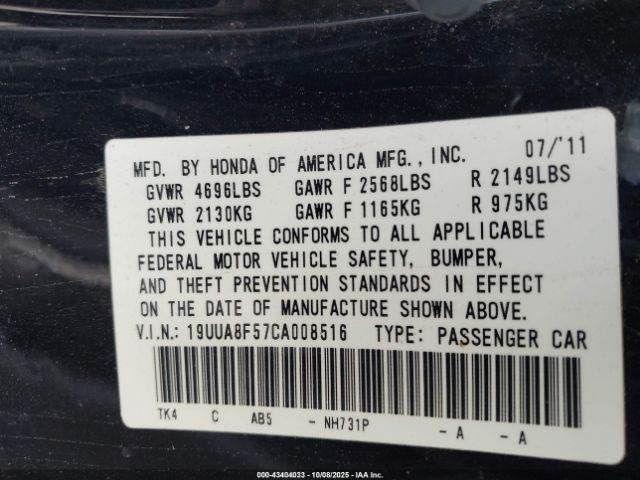 MFD. BY HONDA OF AMERICA MFG., INC. 07/'11
GVWR 4696LBS GAWR F 2568LBS R 2149LBS
GVWR 2130KG GAWR F 1165KG R 975KG
THIS VEHICLE CONFORMS TO ALL APPLICABLE
FEDERAL MOTOR VEHICLE SAFETY, BUMPER,
AND THEFT PREVENTION STANDARDS IN EFFECT
ON THE DATE OF MANUFACTURE SHOWN ABOVE.
V.I.N.: 19UUA8F57CA008516 TYPE: PASSENGER CAR
TK4 C AB5 - NH731P - A - A
000-43404033 - 10/08/2025 - IAA Inc.